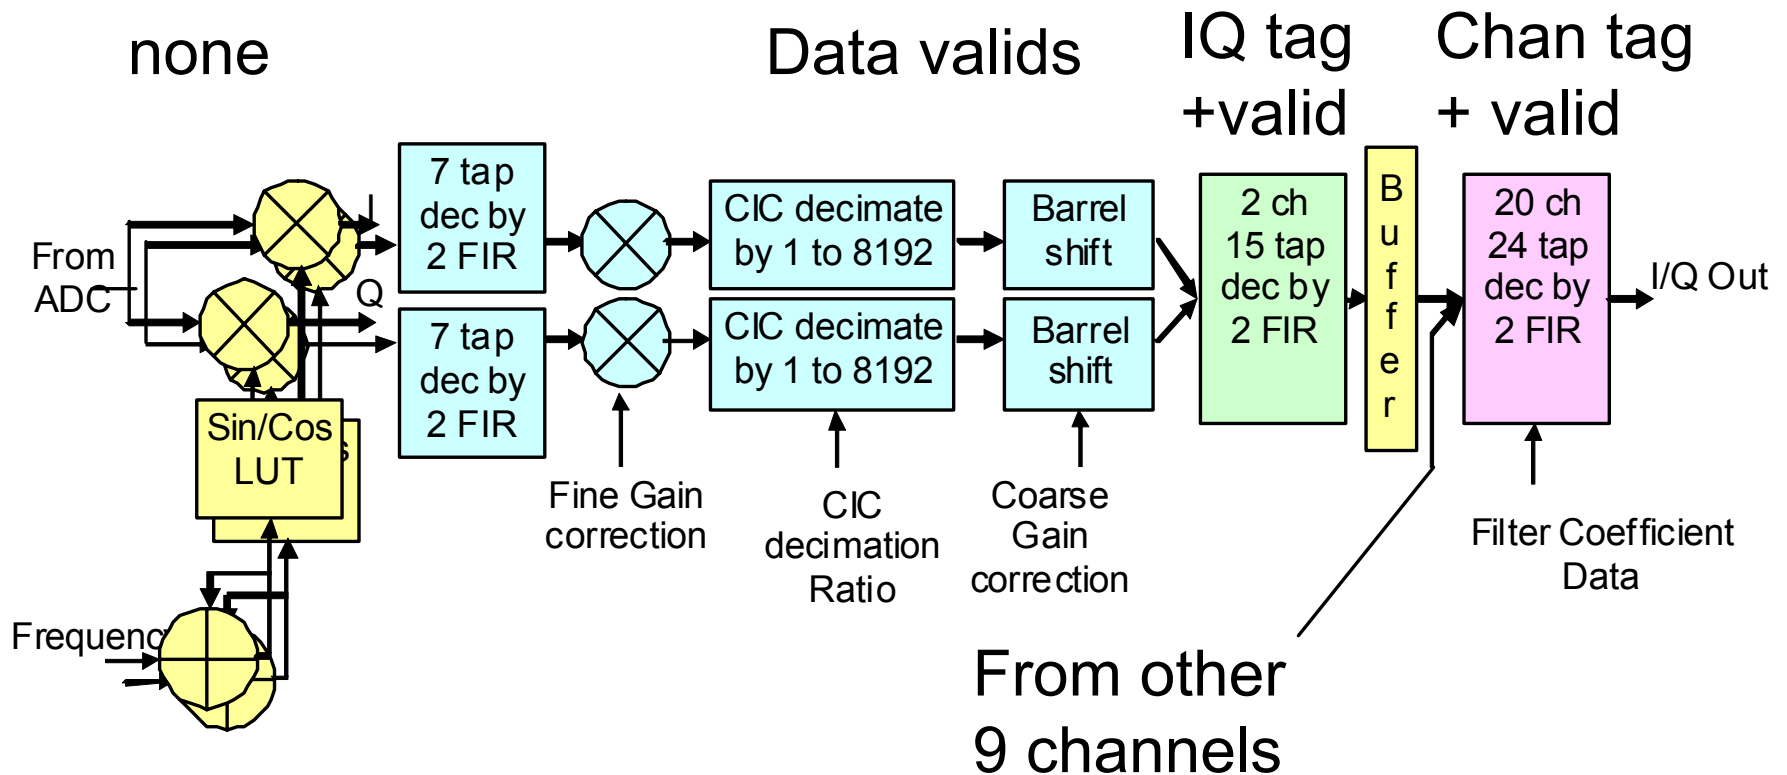 none
Data valids
IQ tag
+valid
Chan tag
+ valid
From
ADC
I
Q
7 tap
dec by
2 FIR
7 tap
dec by
2 FIR
CIC decimate
by 1 to 8192
CIC decimate
by 1 to 8192
Barrel
shift
Barrel
shift
2 ch
15 tap
dec by
2 FIR
B
u
f
f
e
r
20 ch
24 tap
dec by
2 FIR
I/Q Out
Sin/Cos
LUT
s
Fine Gain
correction
CIC
decimation
Ratio
Coarse
Gain
correction
Filter Coefficient
Data
Frequency
From other
9 channels